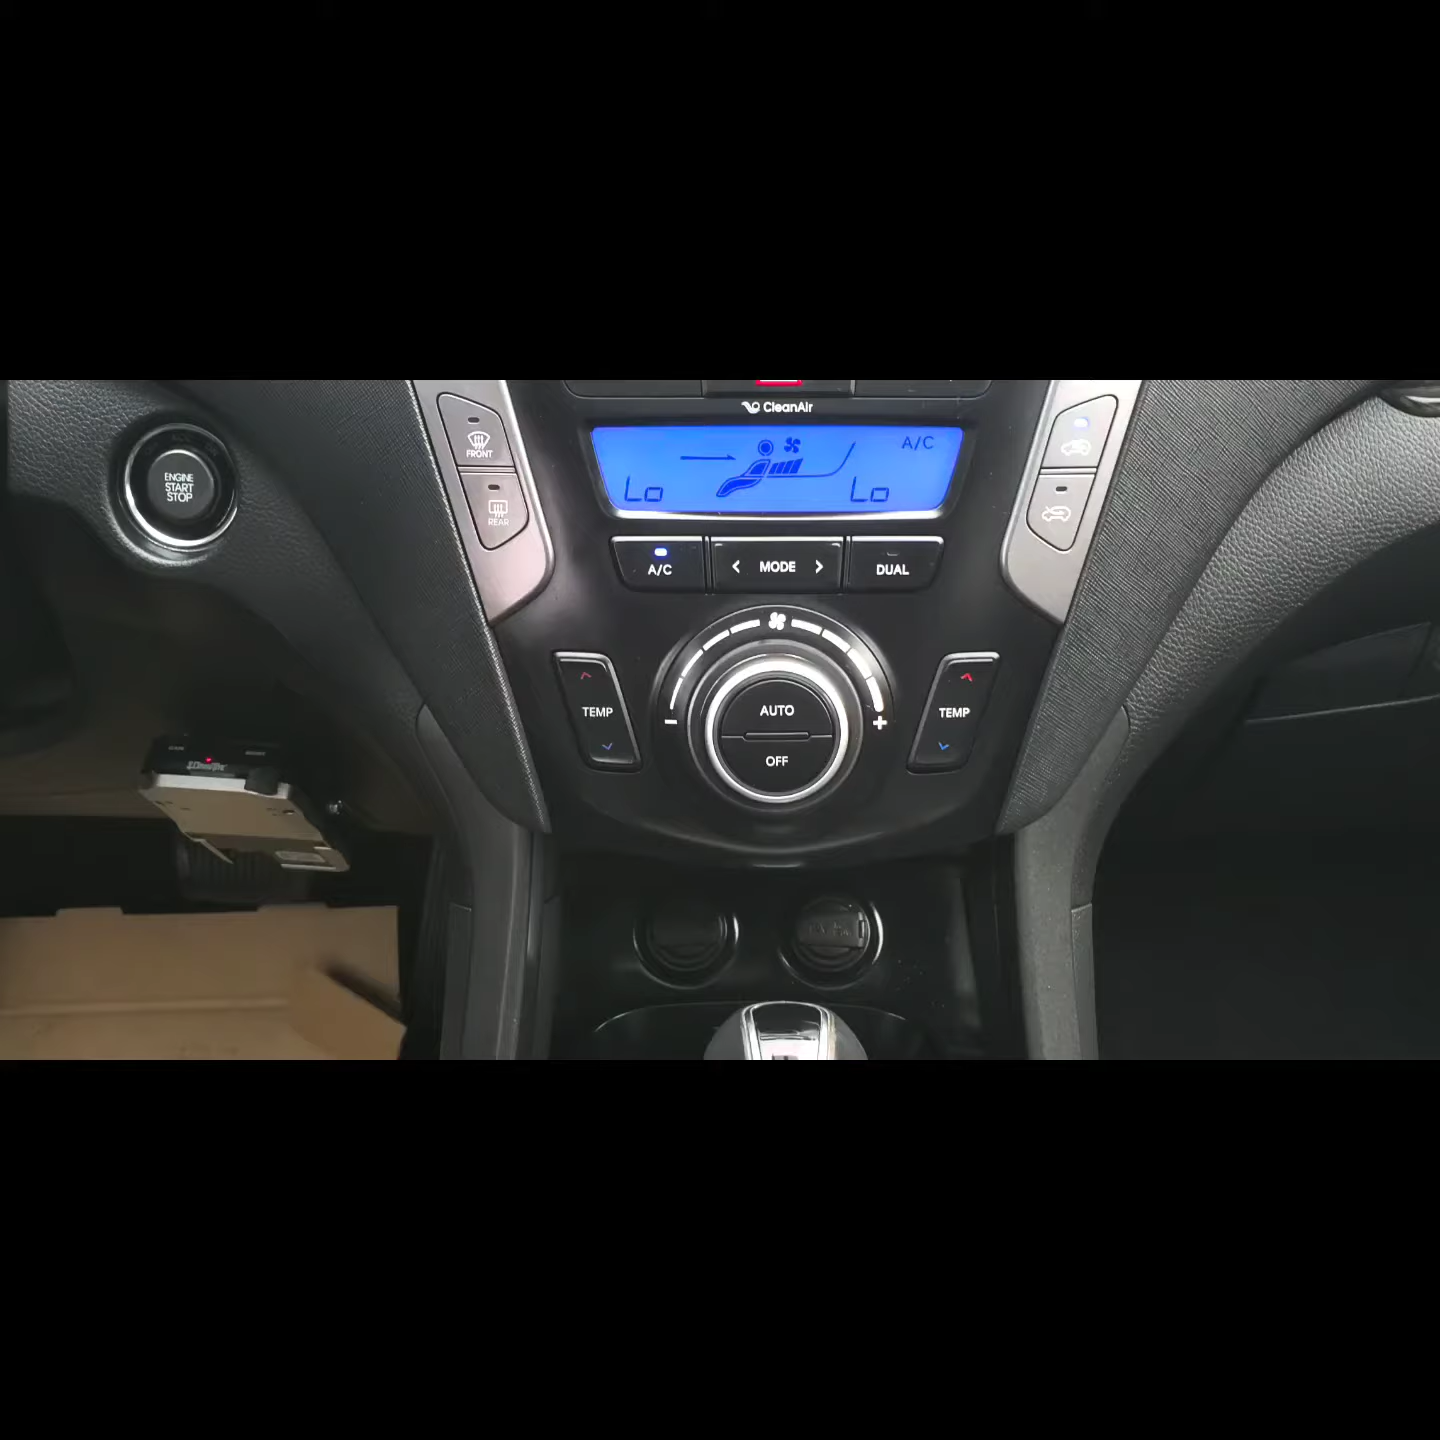 CleanAir
FRONT
REAR
ENGINE
START
STOP
A/C
Lo
Lo
A/C
< MODE >
DUAL
TEMP
AUTO
OFF
TEMP
-
+